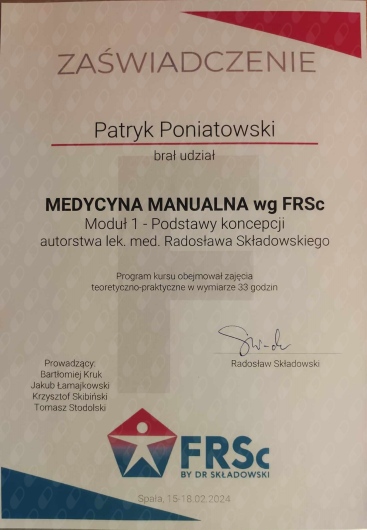 ZAŚWIADCZENIE
Patryk Poniatowski
brał udział
MEDYCYNA MANUALNA wg FRSc
Moduł 1 - Podstawy koncepcji
autorstwa lek. med. Radosława Składowskiego
Program kursu obejmował zajęcia
teoretyczno-praktyczne w wymiarze 33 godzin
Radosław Składowski
Prowadzący:
Bartłomiej Kruk
Jakub Łamajkowski
Krzysztof Skibiński
Tomasz Stodolski
FRSc
BY DR SKŁADOWSKI
Spała, 15-18.02.2024